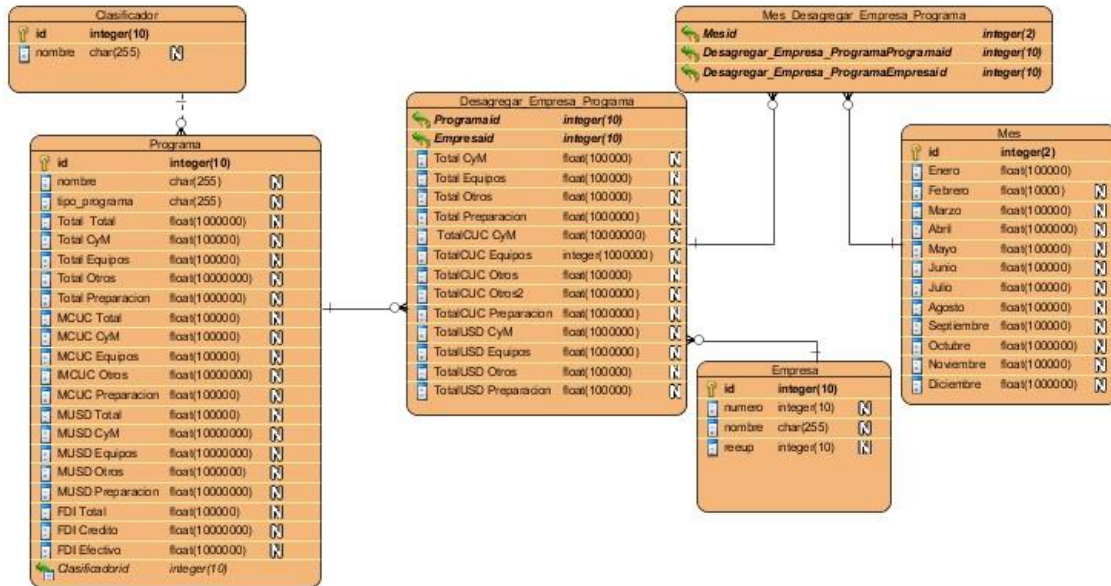 Clasificador
id integer(10)
nombre char(255) N
Programa
id integer(10)
nombre char(255) N
tipo_programa char(255) N
Total Total float(1000000) N
Total CyM float(100000) N
Total Equipos float(100000) N
Total Otros float(10000000) N
Total Preparacion float(1000000) N
MCUC Total float(100000) N
MCUC CyM float(100000) N
MCUC Equipos float(100000) N
IMCUC Otros float(10000000) N
MCUC Preparacion float(100000) N
MUSD Total float(100000) N
MUSD CyM float(10000000) N
MUSD Equipos float(10000000) N
MUSD Otros float(1000000) N
MUSD Preparacion float(10000000) N
FDI Total float(100000) N
FDI Credito float(10000000) N
FDI Efectivo float(1000000) N
Clasificadorid integer(10)
Desagregar_Empresa_Programa
Programaid integer(10)
Empresaid integer(10)
Total CyM float(100000) N
Total Equipos float(100000) N
Total Otros float(100000) N
Total Preparacion float(1000000) N
TotalCUC CyM float(10000000) N
TotalCUC Equipos integer(1000000) N
TotalCUC Otros float(100000) N
TotalCUC Otros2 float(1000000) N
TotalCUC Preparacion float(1000000) N
TotalUSD CyM float(1000000) N
TotalUSD Equipos float(1000000) N
TotalUSD Otros float(100000) N
TotalUSD Preparacion float(100000) N
Mes_Desagregar_Empresa_Programa
Mesid integer(2)
Desagregar_Empresa_ProgramaProgramaid integer(10)
Desagregar_Empresa_ProgramaEmpresaid integer(10)
Mes
id integer(2)
Enero float(100000)
Febrero float(10000) N
Marzo float(100000) N
Abril float(1000000) N
Mayo float(100000) N
Junio float(100000) N
Julio float(100000) N
Agosto float(100000) N
Septiembre float(100000) N
Octubre float(1000000) N
Noviembre float(100000) N
Diciembre float(1000000) N
Empresa
id integer(10)
numero integer(10) N
nombre char(255) N
reeup integer(10) N